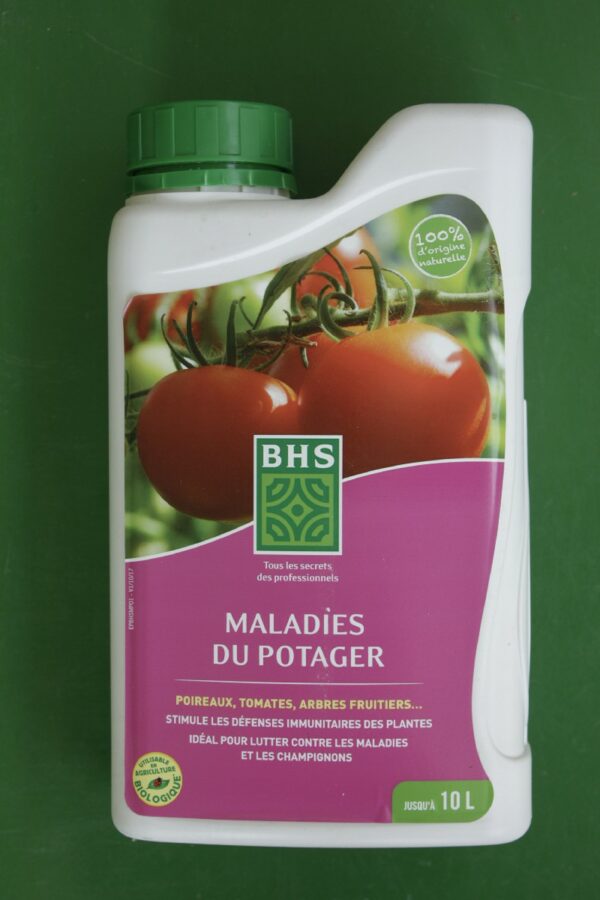 100%
d'origine
naturelle
BHS
Tous les secrets
des professionnels
MALADIES
DU POTAGER
POIREAUX, TOMATES, ARBRES FRUITIERS...
STIMULE LES DÉFENSES IMMUNITAIRES DES PLANTES
IDÉAL POUR LUTTER CONTRE LES MALADIES
ET LES CHAMPIGNONS
UTILISABLE
EN
AGRICULTURE
BIOLOGIQUE
JUSQU'À 10 L